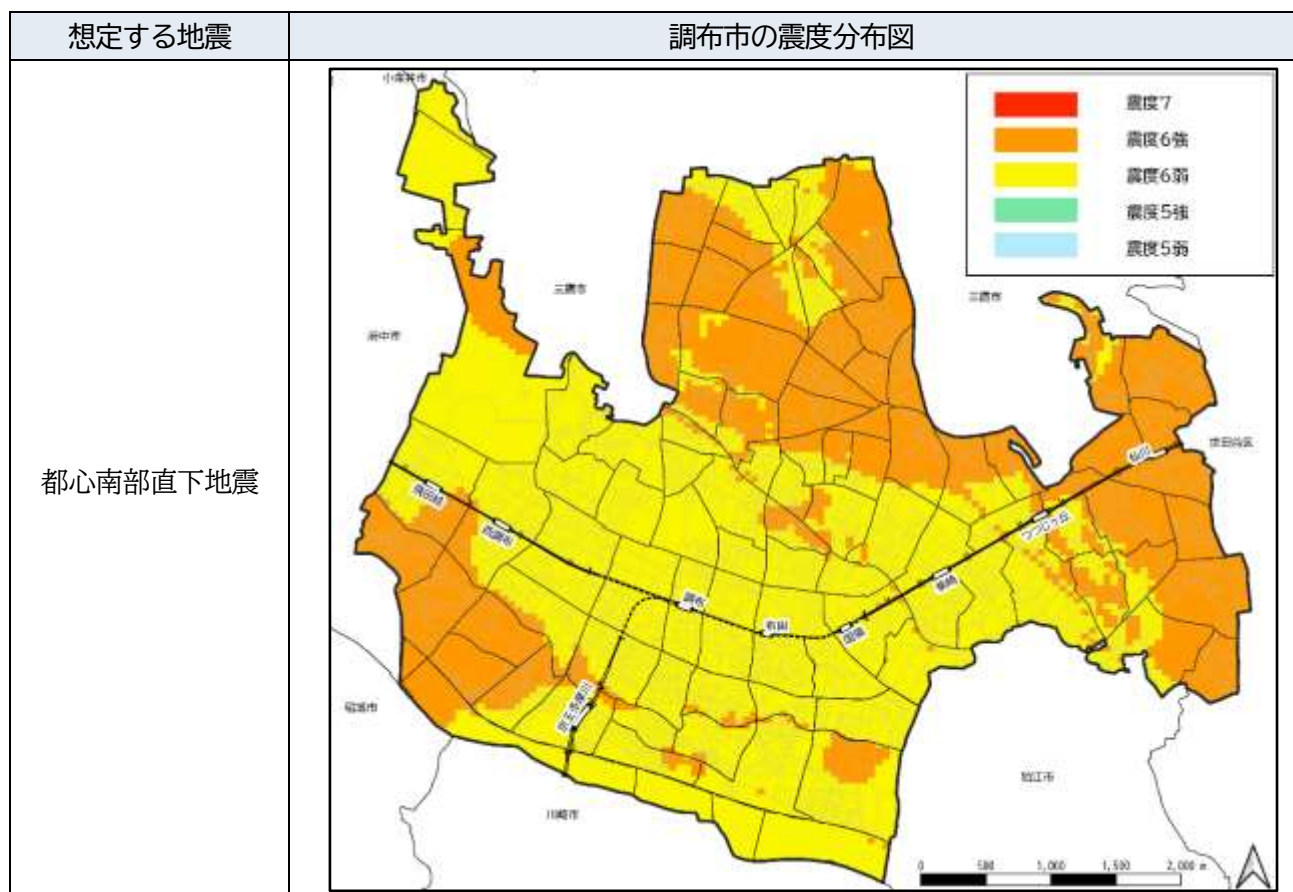 想定する地震
調布市の震度分布図
都心南部直下地震
小金井市
震度7
震度6強
震度6弱
震度5強
震度5弱
三鷹市
三鷹市
府中市
世田谷区
仙川
つつじヶ丘
飛田給
西調布
柴崎
調布
布田
国領
京王多摩川
稲城市
狛江市
川崎市
0 500 1,000 1,500 2,000 m